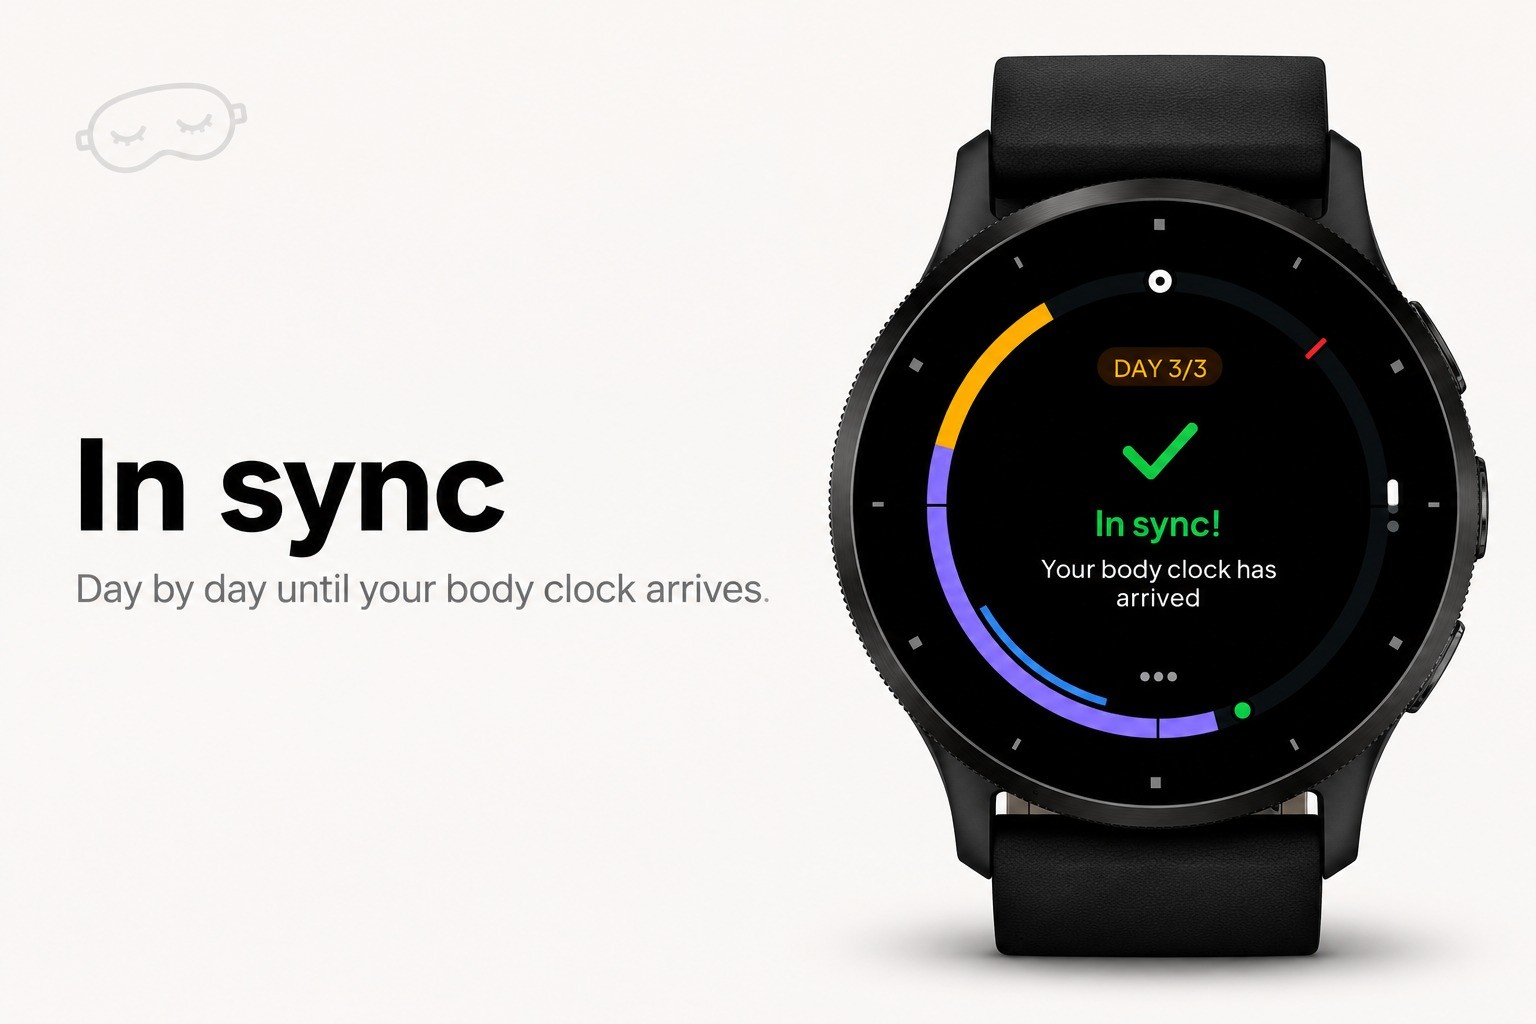 In sync
Day by day until your body clock arrives.
DAY 3/3
In sync!
Your body clock has
arrived